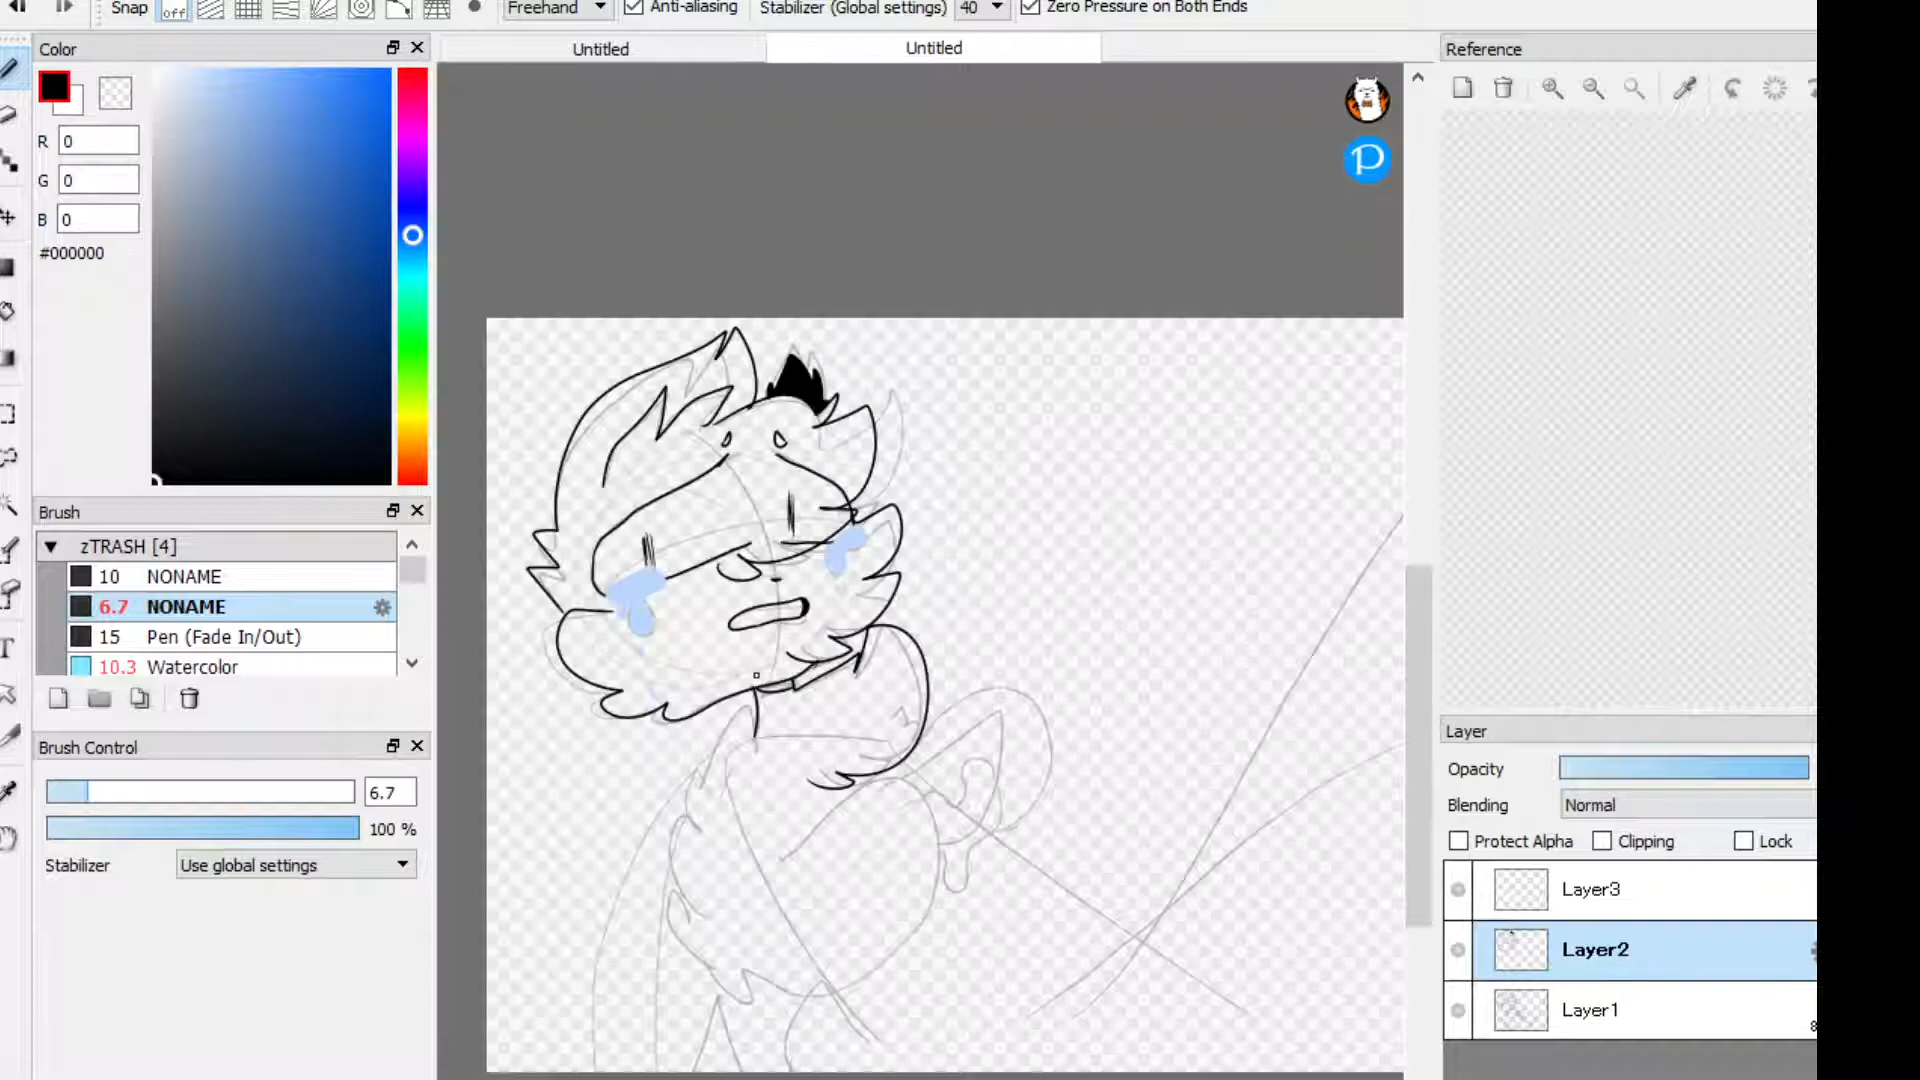 Snap
off
Freehand
Anti-aliasing
Stabilizer (Global settings)
40
Zero Pressure on Both Ends
Color
Untitled
Untitled
Reference
R 0
G 0
B 0
#000000
P
Brush
zTRASH [4]
10 NONAME
6.7 NONAME
15 Pen (Fade In/Out)
10.3 Watercolor
T
Brush Control
6.7
100 %
Stabilizer
Use global settings
Layer
Opacity
Blending
Normal
Protect Alpha
Clipping
Lock
Layer3
Layer2
Layer1